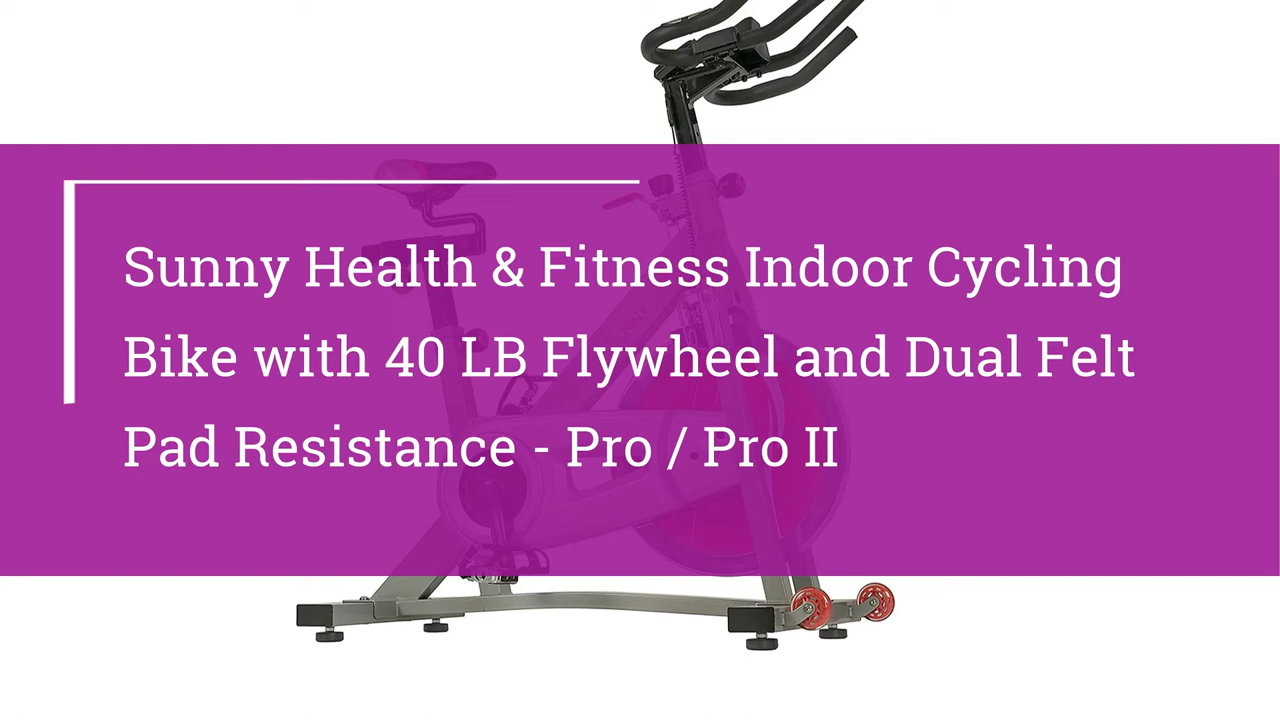 Sunny Health & Fitness Indoor Cycling
Bike with 40 LB Flywheel and Dual Felt
Pad Resistance - Pro / Pro II